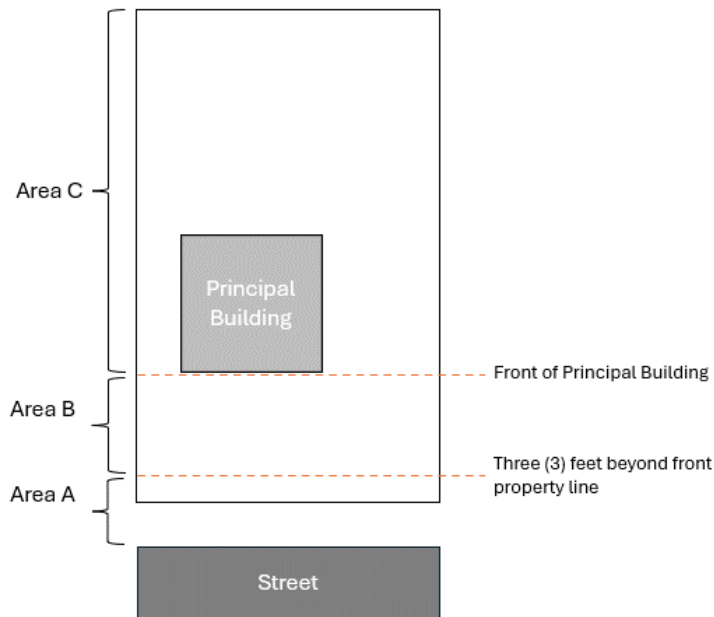 Area C
Principal
Building
Front of Principal Building
Area B
Three (3) feet beyond front
property line
Area A
Street